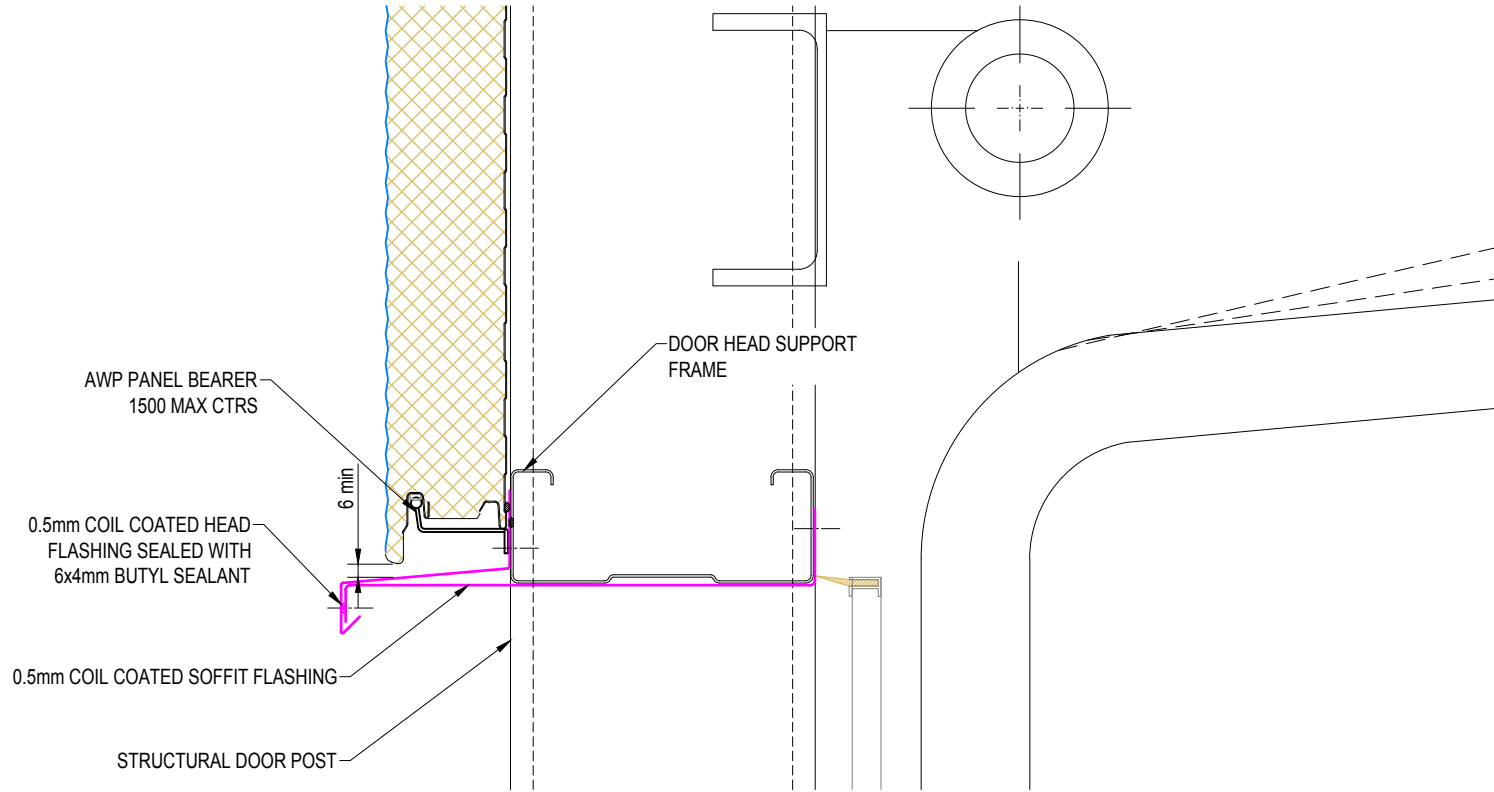 DOOR HEAD SUPPORT
FRAME
AWP PANEL BEARER
1500 MAX CTRS
6 min
0.5mm COIL COATED HEAD
FLASHING SEALED WITH
6x4mm BUTYL SEALANT
0.5mm COIL COATED SOFFIT FLASHING
STRUCTURAL DOOR POST